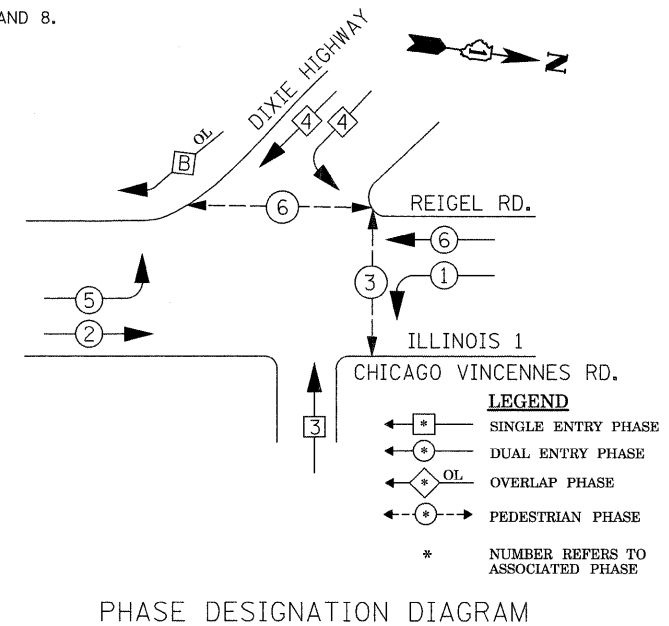 AND 8.
DIXIE HIGHWAY
1
N
OL
B
4
4
6
REIGEL RD.
6
3
1
5
2
ILLINOIS 1
CHICAGO VINCENNES RD.
3
LEGEND
* SINGLE ENTRY PHASE
* DUAL ENTRY PHASE
* OL OVERLAP PHASE
* PEDESTRIAN PHASE
* NUMBER REFERS TO
ASSOCIATED PHASE
PHASE DESIGNATION DIAGRAM